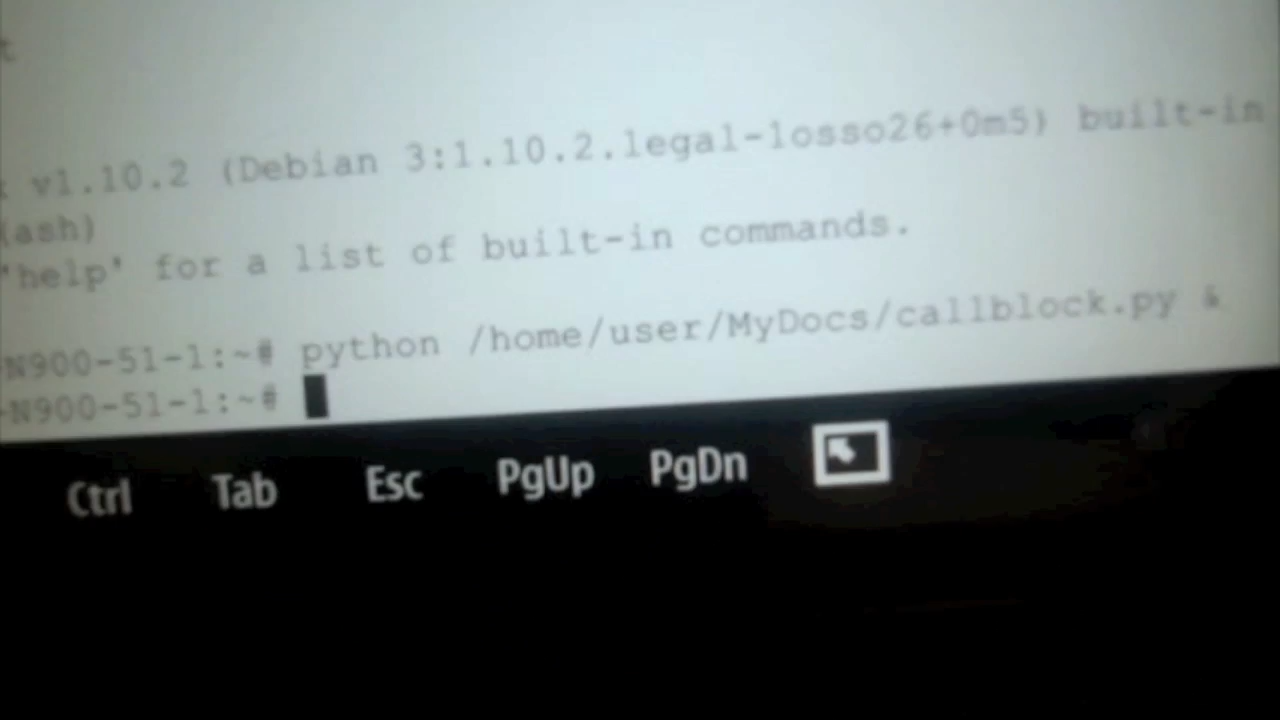 t
v1.10.2 (Debian 3:1.10.2.legal-1osso26+0m5) built-in
(ash)
'help' for a list of built-in commands.
-N900-51-1:~# python /home/user/MyDocs/callblock.py &
-N900-51-1:~#
Ctrl Tab Esc PgUp PgDn